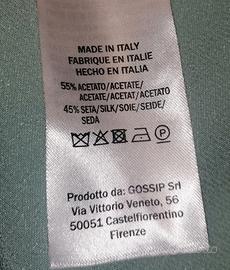 MADE IN ITALY
FABRIQUE EN ITALIE
HECHO EN ITALIA
55% ACETATO/ACETATE/
ACETATE/ACETAT/ACETATO
45% SETA/SILK/SOIE/SEIDE/
SEDA
P
Prodotto da: GOSSIP Srl
Via Vittorio Veneto, 56
50051 Castelfiorentino
Firenze